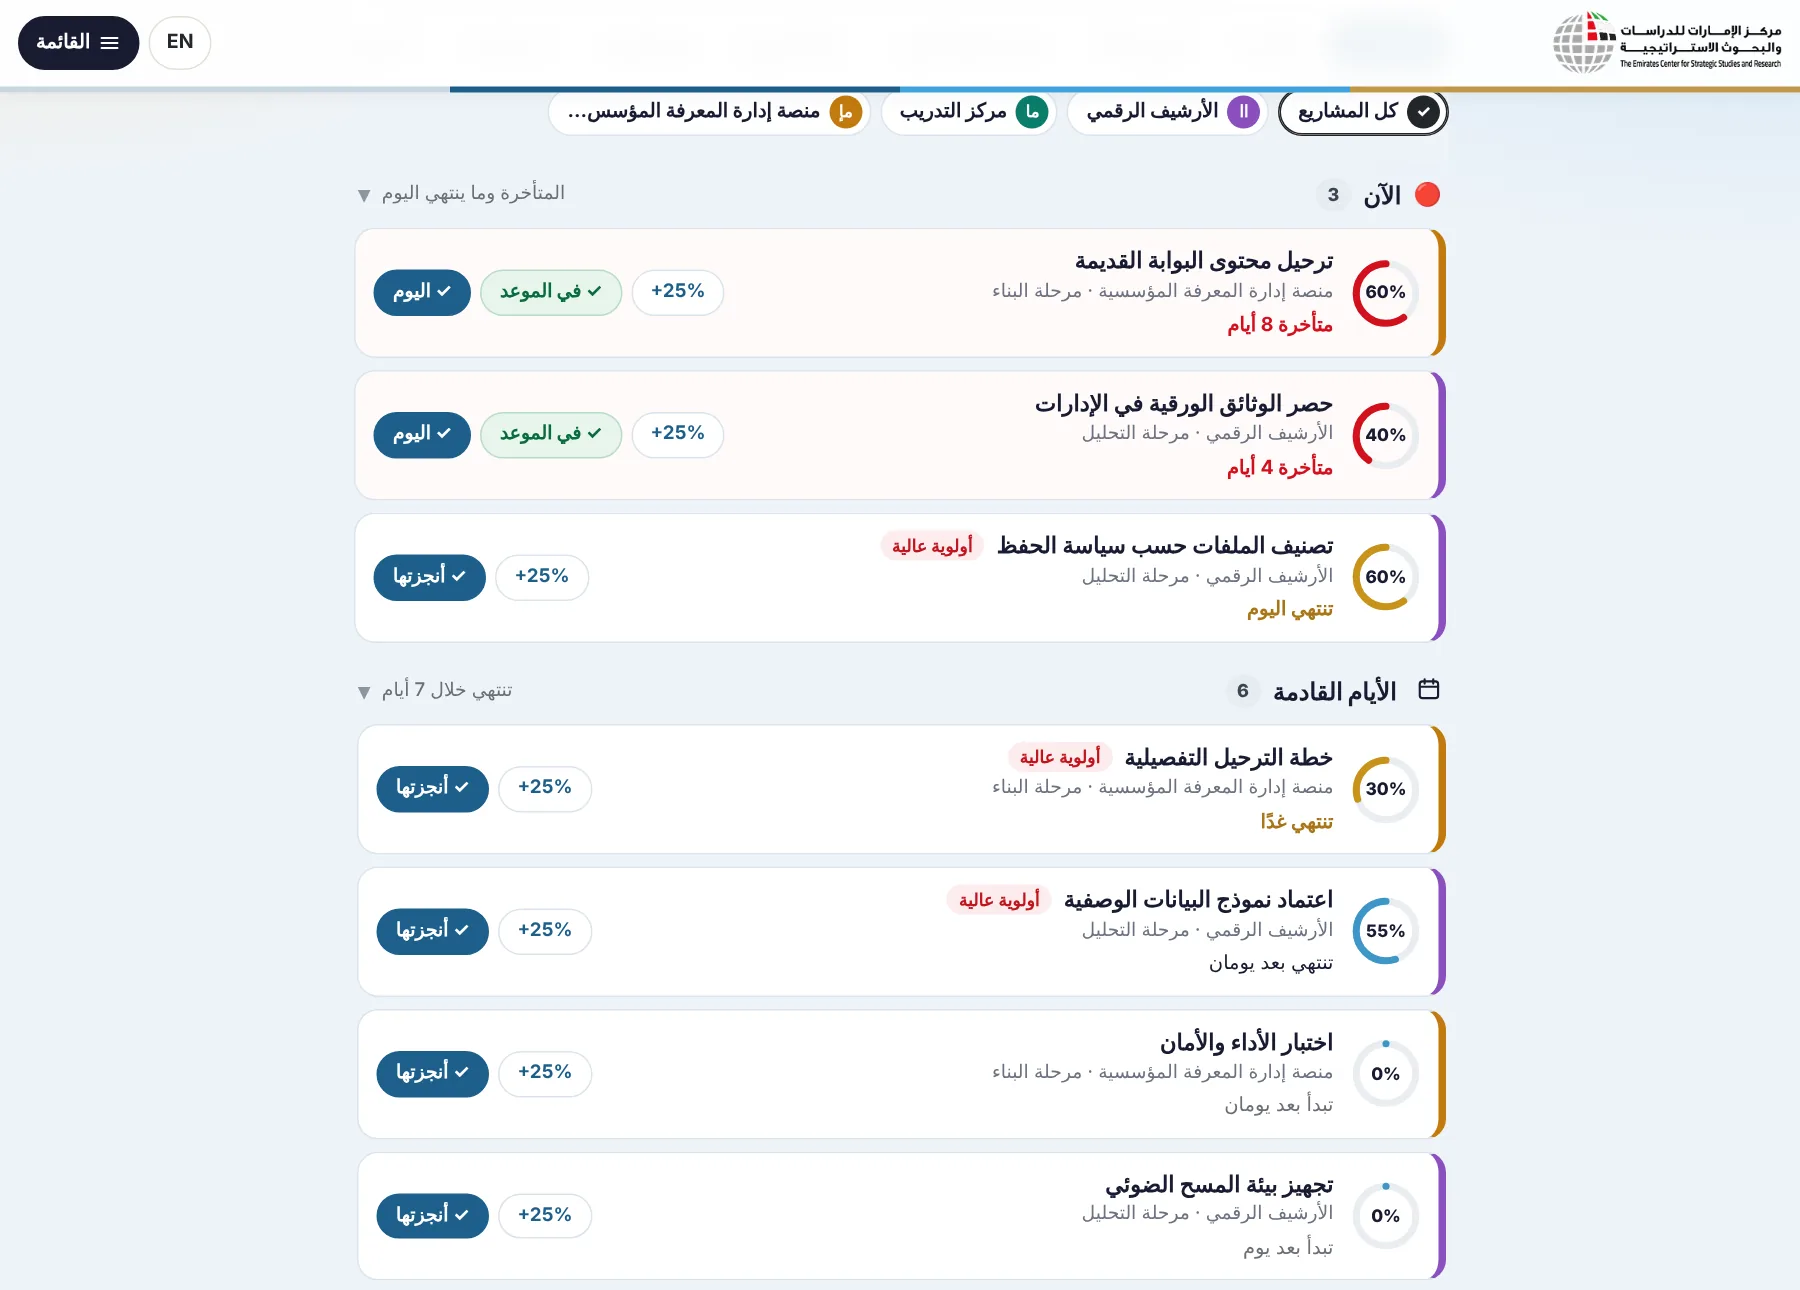 مركز الإمارات للدراسات
والبحوث الاستراتيجية
The Emirates Center for Strategic Studies and Research
EN
القائمة
كل المشاريع
اا الأرشيف الرقمي
ما مركز التدريب
مإ منصة إدارة المعرفة المؤسس...
الآن 3
المتأخرة وما ينتهي اليوم
60%
ترحيل محتوى البوابة القديمة
منصة إدارة المعرفة المؤسسية · مرحلة البناء
متأخرة 8 أيام
+25%
✓ في الموعد
✓ اليوم
40%
حصر الوثائق الورقية في الإدارات
الأرشيف الرقمي · مرحلة التحليل
متأخرة 4 أيام
+25%
✓ في الموعد
✓ اليوم
60%
تصنيف الملفات حسب سياسة الحفظ أولوية عالية
الأرشيف الرقمي · مرحلة التحليل
تنتهي اليوم
+25%
✓ أنجزتها
الأيام القادمة 6
تنتهي خلال 7 أيام
30%
خطة الترحيل التفصيلية أولوية عالية
منصة إدارة المعرفة المؤسسية · مرحلة البناء
تنتهي غدًا
+25%
✓ أنجزتها
55%
اعتماد نموذج البيانات الوصفية أولوية عالية
الأرشيف الرقمي · مرحلة التحليل
تنتهي بعد يومان
+25%
✓ أنجزتها
0%
اختبار الأداء والأمان
منصة إدارة المعرفة المؤسسية · مرحلة البناء
تبدأ بعد يومان
+25%
✓ أنجزتها
0%
تجهيز بيئة المسح الضوئي
الأرشيف الرقمي · مرحلة التحليل
تبدأ بعد يوم
+25%
✓ أنجزتها